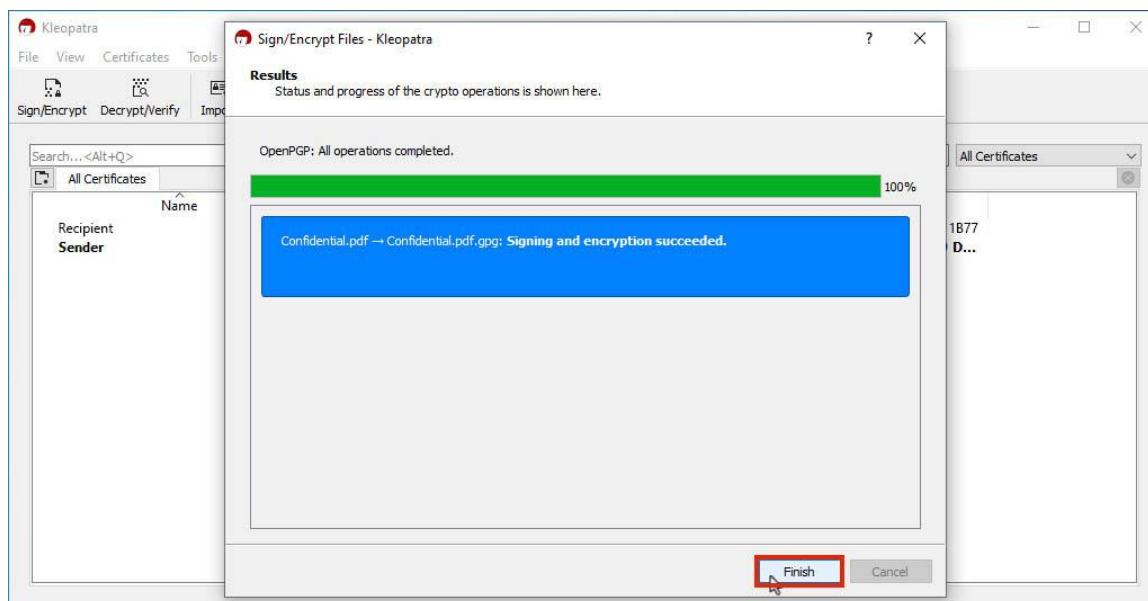 Kleopatra
File View Certificates Tools
Sign/Encrypt Decrypt/Verify
Search...<Alt+Q>
All Certificates
All Certificates
Name
Recipient 1B77
Sender D...
Sign/Encrypt Files - Kleopatra
Results
Status and progress of the crypto operations is shown here.
OpenPGP: All operations completed.
100%
Confidential.pdf → Confidential.pdf.gpg: Signing and encryption succeeded.
Finish Cancel